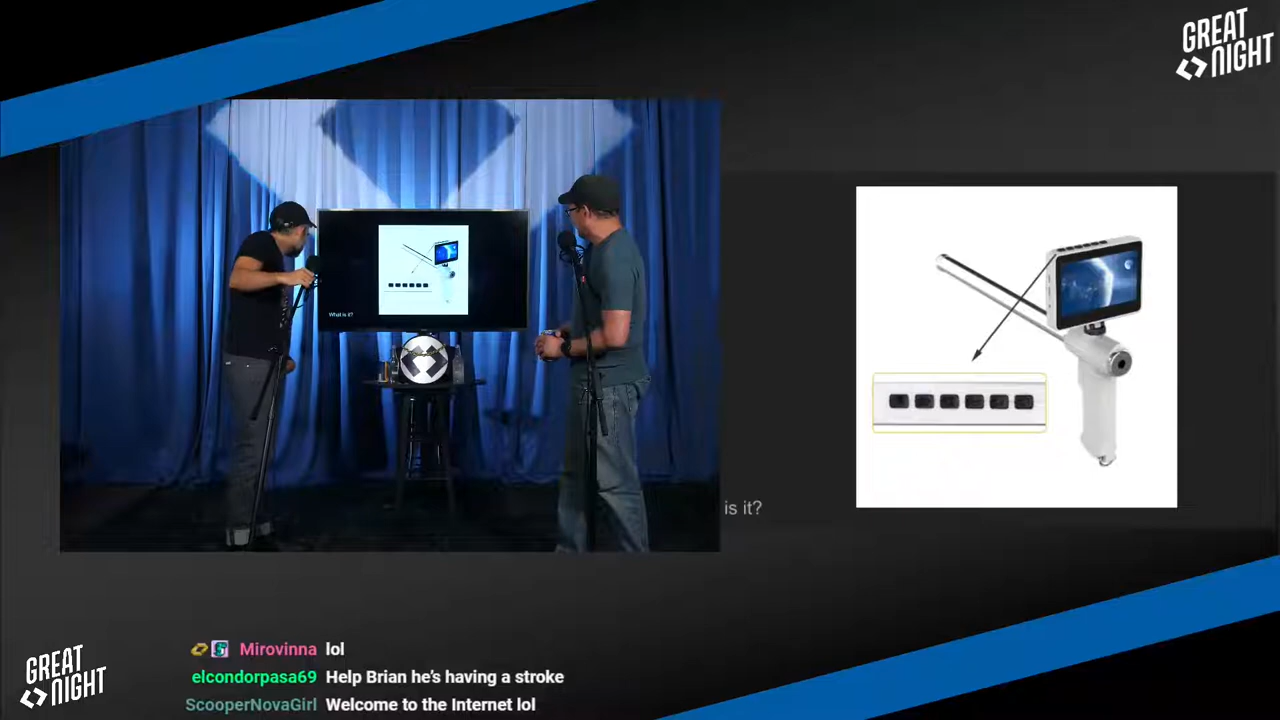 GREAT
NIGHT
What is it?
is it?
Mirovinna lol
elcondorpasa69 Help Brian he's having a stroke
ScooperNovaGirl Welcome to the Internet lol
GREAT
NIGHT